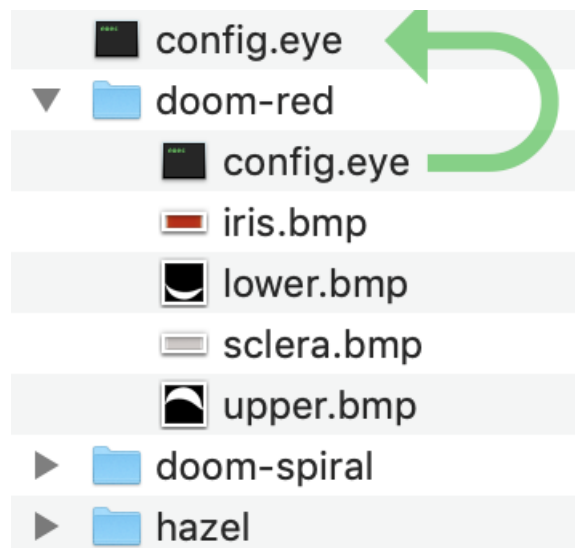 config.eye
doom-red
config.eye
iris.bmp
lower.bmp
sclera.bmp
upper.bmp
doom-spiral
hazel